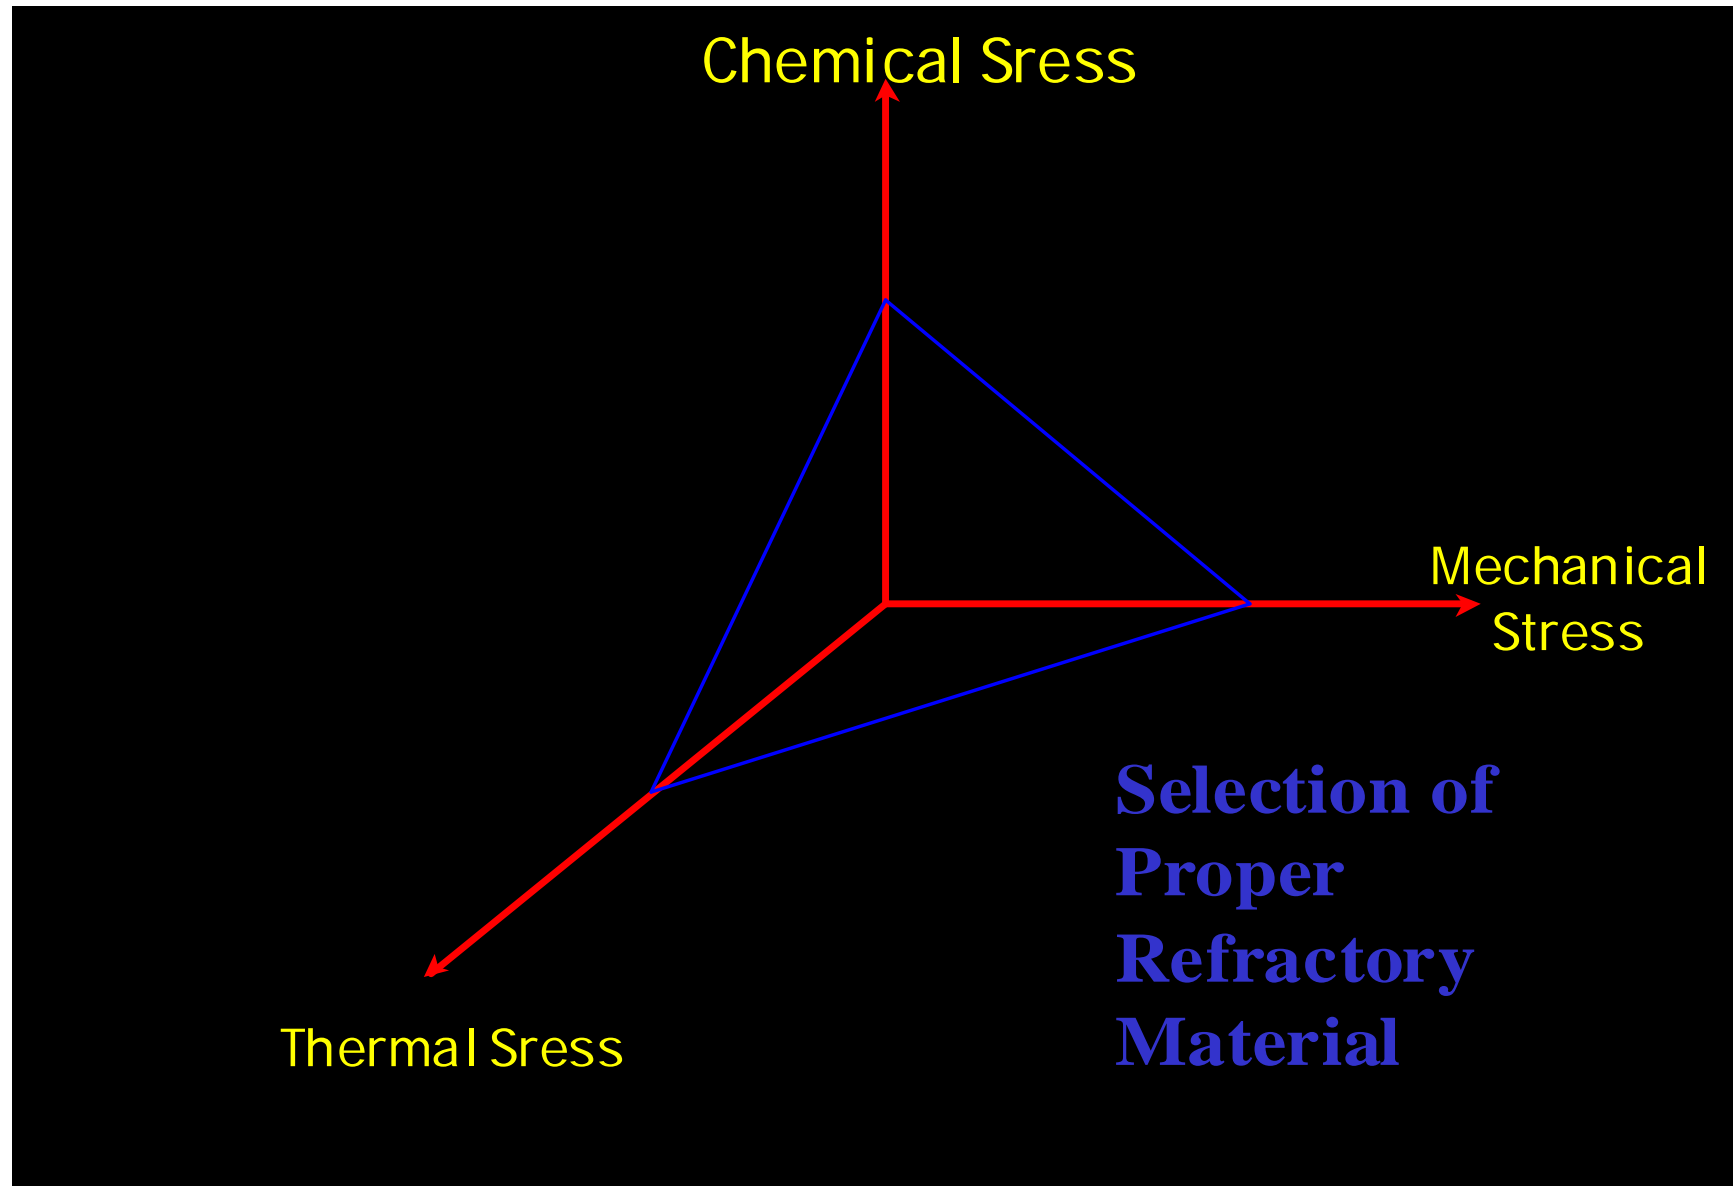 Chemical Sress
Mechanical
Stress
Selection of
Proper
Refractory
Material
Thermal Sress